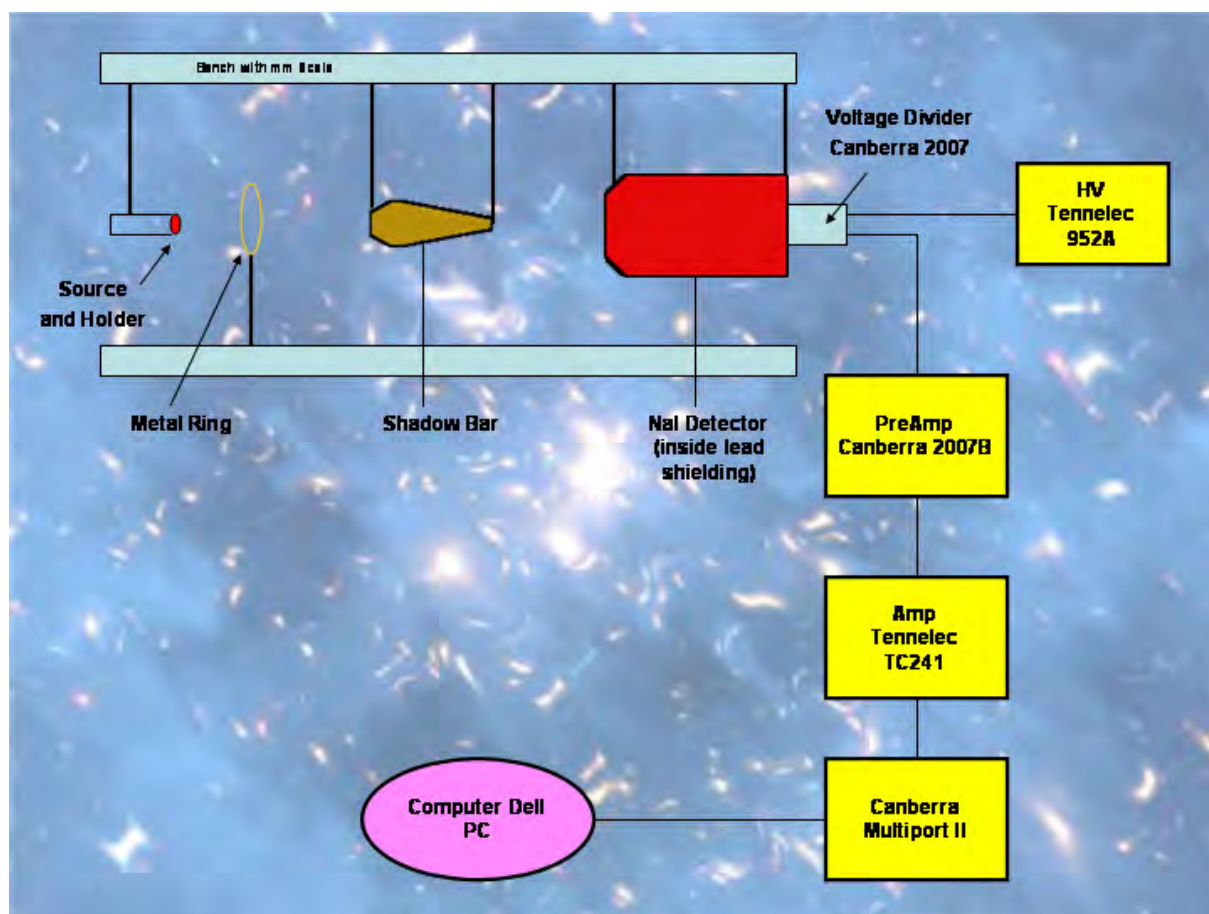 Bench with mm Scale
Voltage Divider
Canberra 2007
HV
Tennelec
952A
Source
and Holder
Metal Ring
Shadow Bar
NaI Detector
(inside lead
shielding)
PreAmp
Canberra 2007B
Amp
Tennelec
TC241
Computer Dell
PC
Canberra
Multiport II